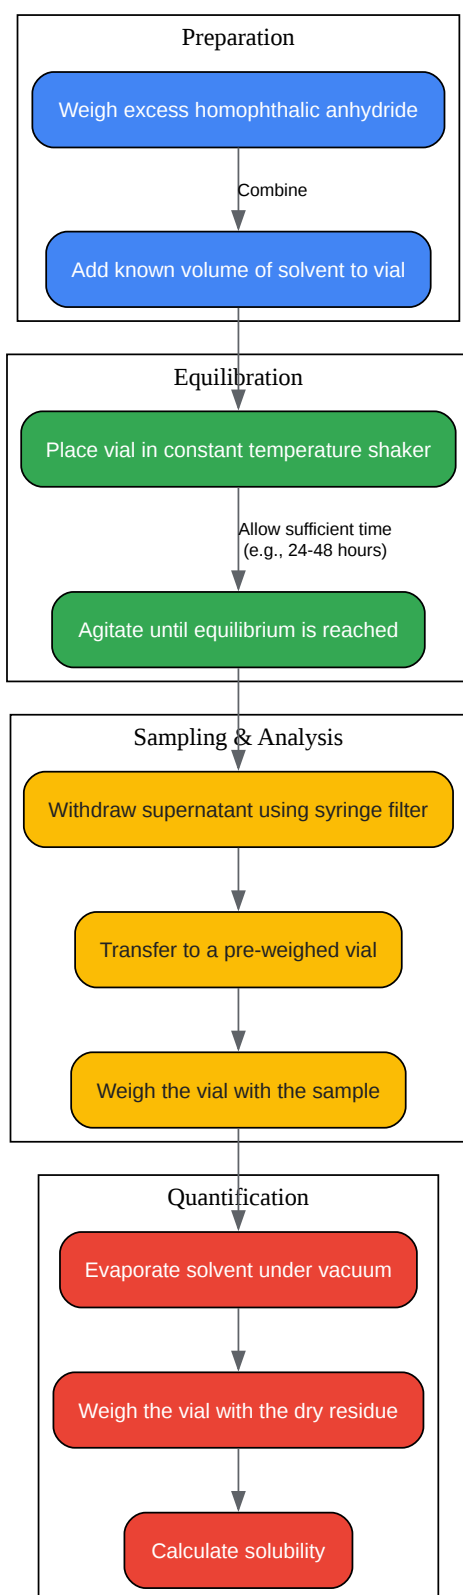 Preparation
Weigh excess homophthalic anhydride
Combine
Add known volume of solvent to vial
Equilibration
Place vial in constant temperature shaker
Allow sufficient time
(e.g., 24-48 hours)
Agitate until equilibrium is reached
Sampling & Analysis
Withdraw supernatant using syringe filter
Transfer to a pre-weighed vial
Weigh the vial with the sample
Quantification
Evaporate solvent under vacuum
Weigh the vial with the dry residue
Calculate solubility